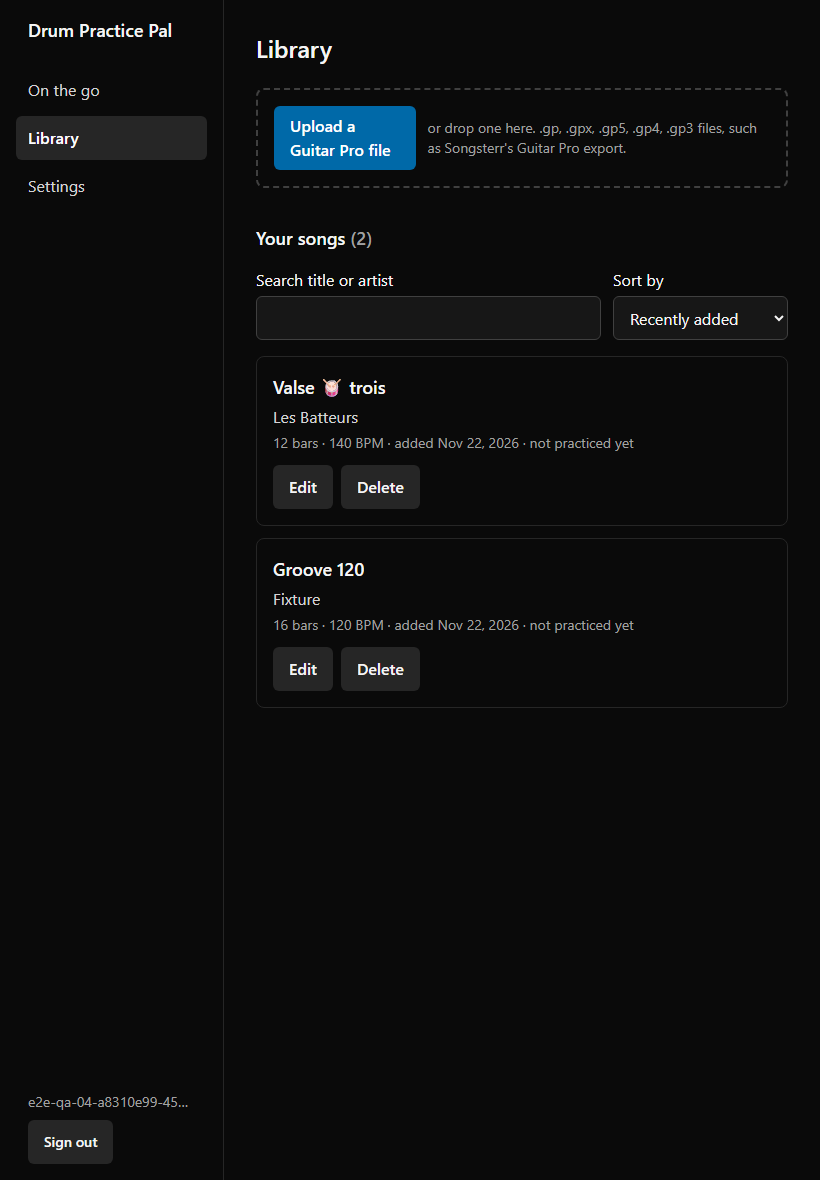 Drum Practice Pal
On the go
Library
Settings
e2e-qa-04-a8310e99-45...
Sign out
Library
Upload a
Guitar Pro file
or drop one here. .gp, .gpx, .gp5, .gp4, .gp3 files, such
as Songsterr's Guitar Pro export.
Your songs (2)
Search title or artist
Sort by
Recently added
Valse 🥁 trois
Les Batteurs
12 bars · 140 BPM · added Nov 22, 2026 · not practiced yet
Edit
Delete
Groove 120
Fixture
16 bars · 120 BPM · added Nov 22, 2026 · not practiced yet
Edit
Delete